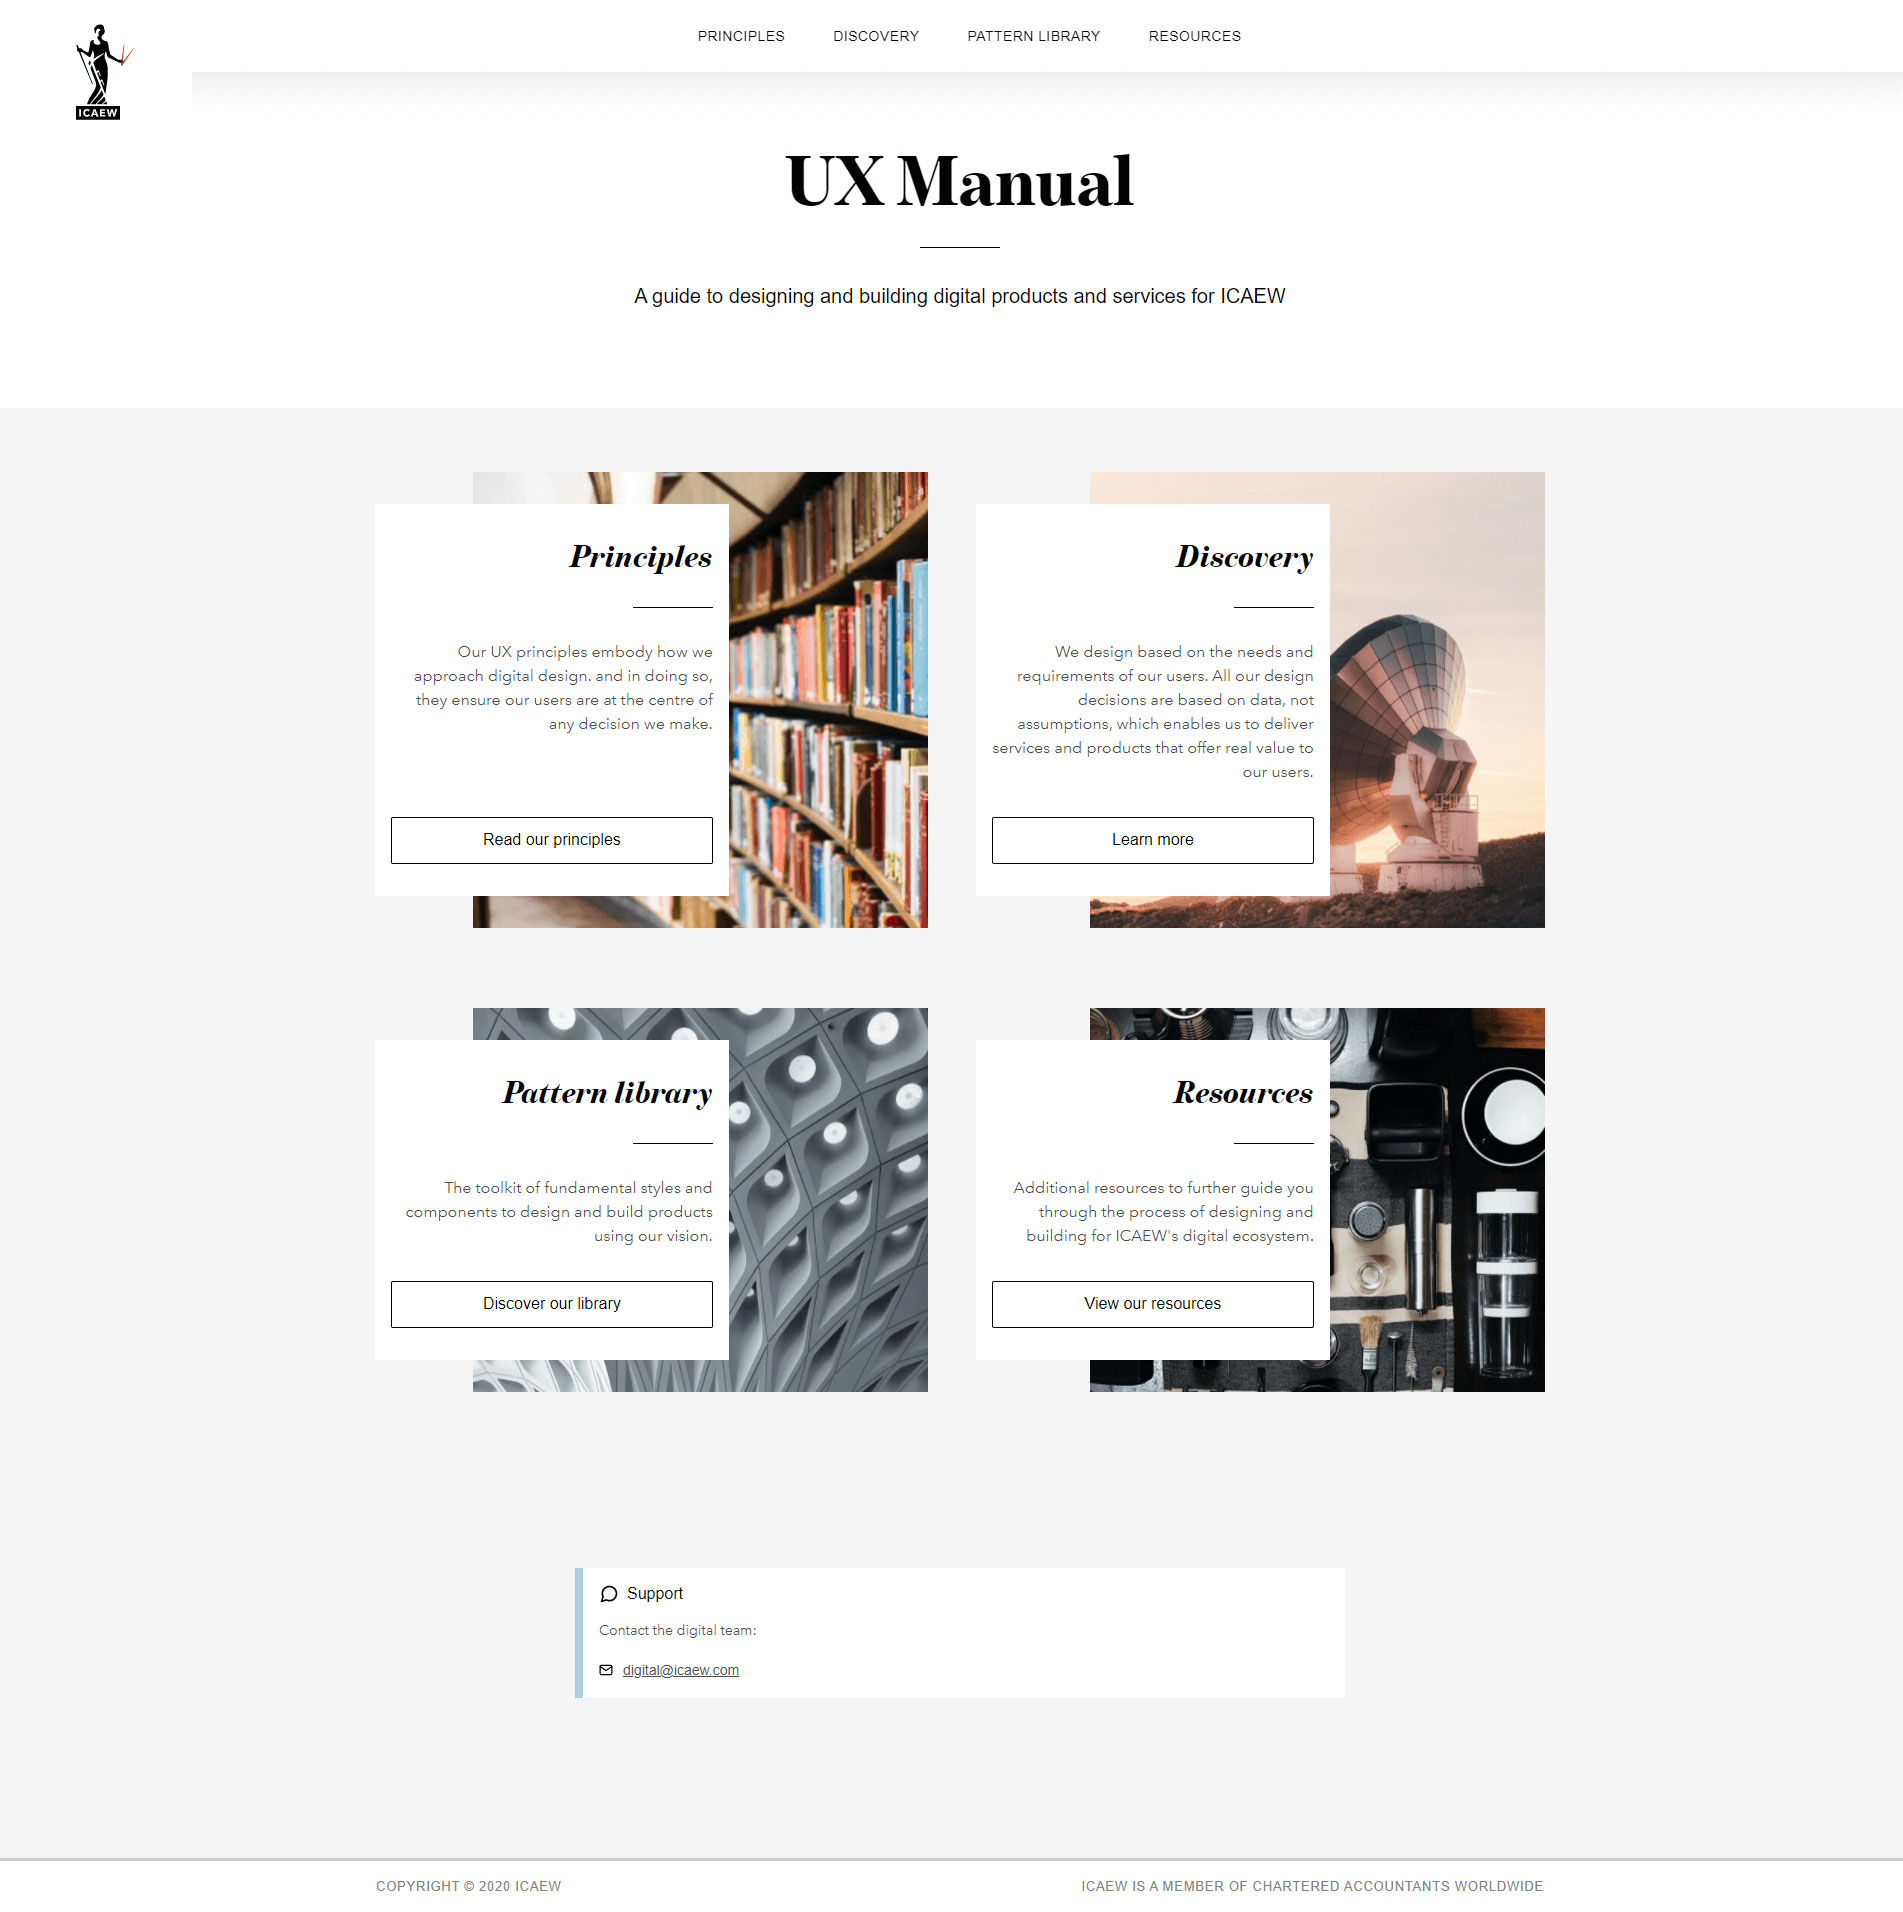 ICAEW
PRINCIPLES
DISCOVERY
PATTERN LIBRARY
RESOURCES
UX Manual
A guide to designing and building digital products and services for ICAEW
Principles
Our UX principles embody how we
approach digital design. and in doing so,
they ensure our users are at the centre of
any decision we make.
Read our principles
Discovery
We design based on the needs and
requirements of our users. All our design
decisions are based on data, not
assumptions, which enables us to deliver
services and products that offer real value to
our users.
Learn more
Pattern library
The toolkit of fundamental styles and
components to design and build products
using our vision.
Discover our library
Resources
Additional resources to further guide you
through the process of designing and
building for ICAEW's digital ecosystem.
View our resources
Support
Contact the digital team:
digital@icaew.com
COPYRIGHT © 2020 ICAEW
ICAEW IS A MEMBER OF CHARTERED ACCOUNTANTS WORLDWIDE